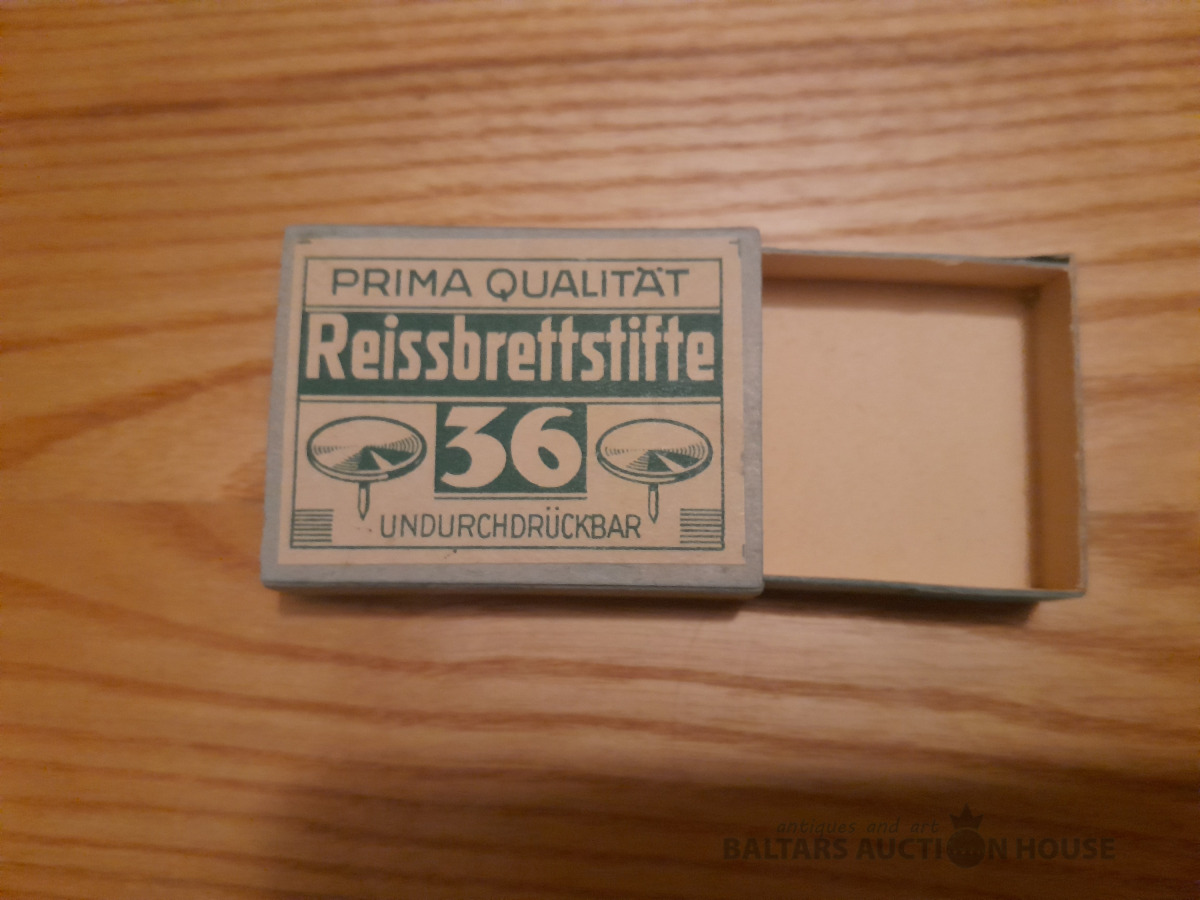 PRIMA QUALITÄT
Reissbrettstifte
36
UNDURCHDRÜCKBAR
antiques and art
BALTARS AUCTION HOUSE